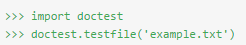 >>> import doctest
>>> doctest.testfile('example.txt')